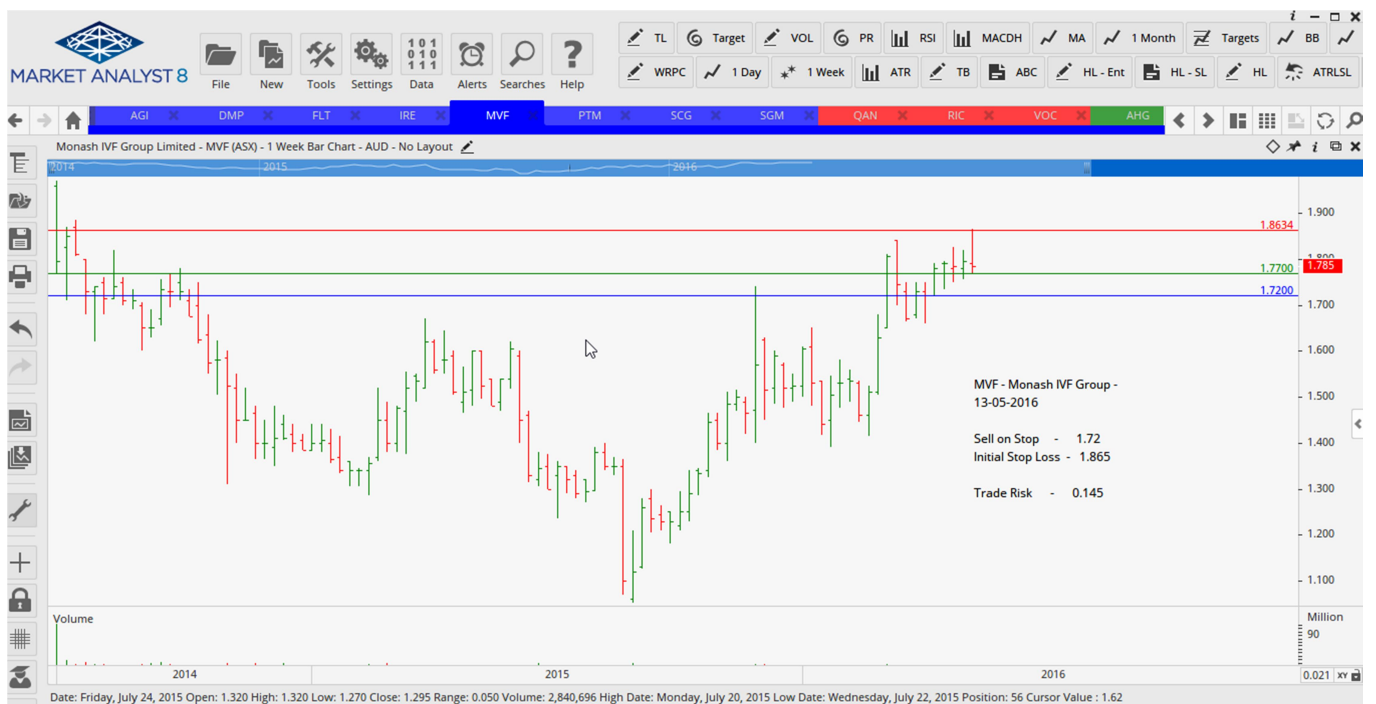 MARKET ANALYST 8
File New Tools Settings Data Alerts Searches Help
TL Target VOL PR RSI MACDH MA 1 Month Targets BB
WRPC 1 Day 1 Week ATR TB ABC HL - Ent HL - SL HL ATRLSL
AGI DMP FLT IRE MVF PTM SCG SGM QAN RIC VOC AHG
Monash IVF Group Limited - MVF (ASX) - 1 Week Bar Chart - AUD - No Layout
2014 2015 2016
1.900
1.8634
1.800
1.7700
1.785
1.7200
1.700
1.600
1.500
1.400
1.300
1.200
1.100
MVF - Monash IVF Group -
13-05-2016
Sell on Stop - 1.72
Initial Stop Loss - 1.865
Trade Risk - 0.145
Volume
Million
90
2014 2015 2016
0.021 XY
Date: Friday, July 24, 2015 Open: 1.320 High: 1.320 Low: 1.270 Close: 1.295 Range: 0.050 Volume: 2,840,696 High Date: Monday, July 20, 2015 Low Date: Wednesday, July 22, 2015 Position: 56 Cursor Value : 1.62